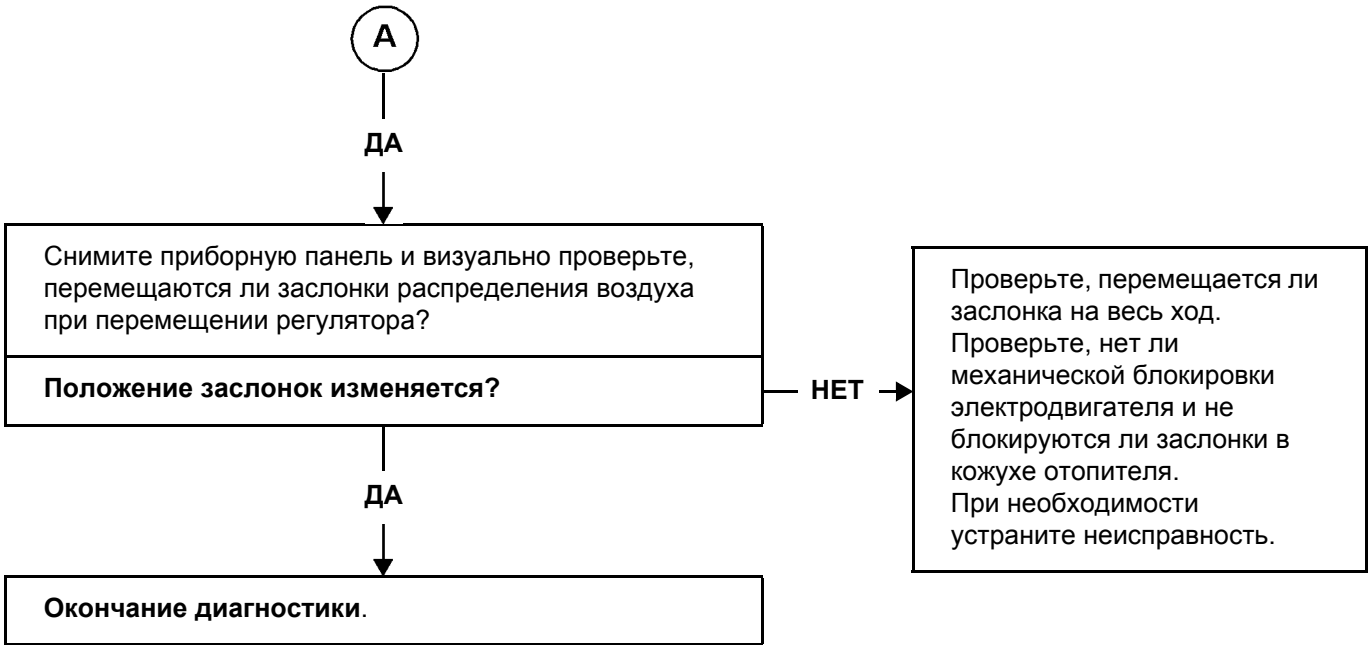 A
ДА
Снимите приборную панель и визуально проверьте,
перемещаются ли заслонки распределения воздуха
при перемещении регулятора?
Положение заслонок изменяется?
НЕТ
Проверьте, перемещается ли
заслонка на весь ход.
Проверьте, нет ли
механической блокировки
электродвигателя и не
блокируются ли заслонки в
кожухе отопителя.
При необходимости
устраните неисправность.
ДА
Окончание диагностики.